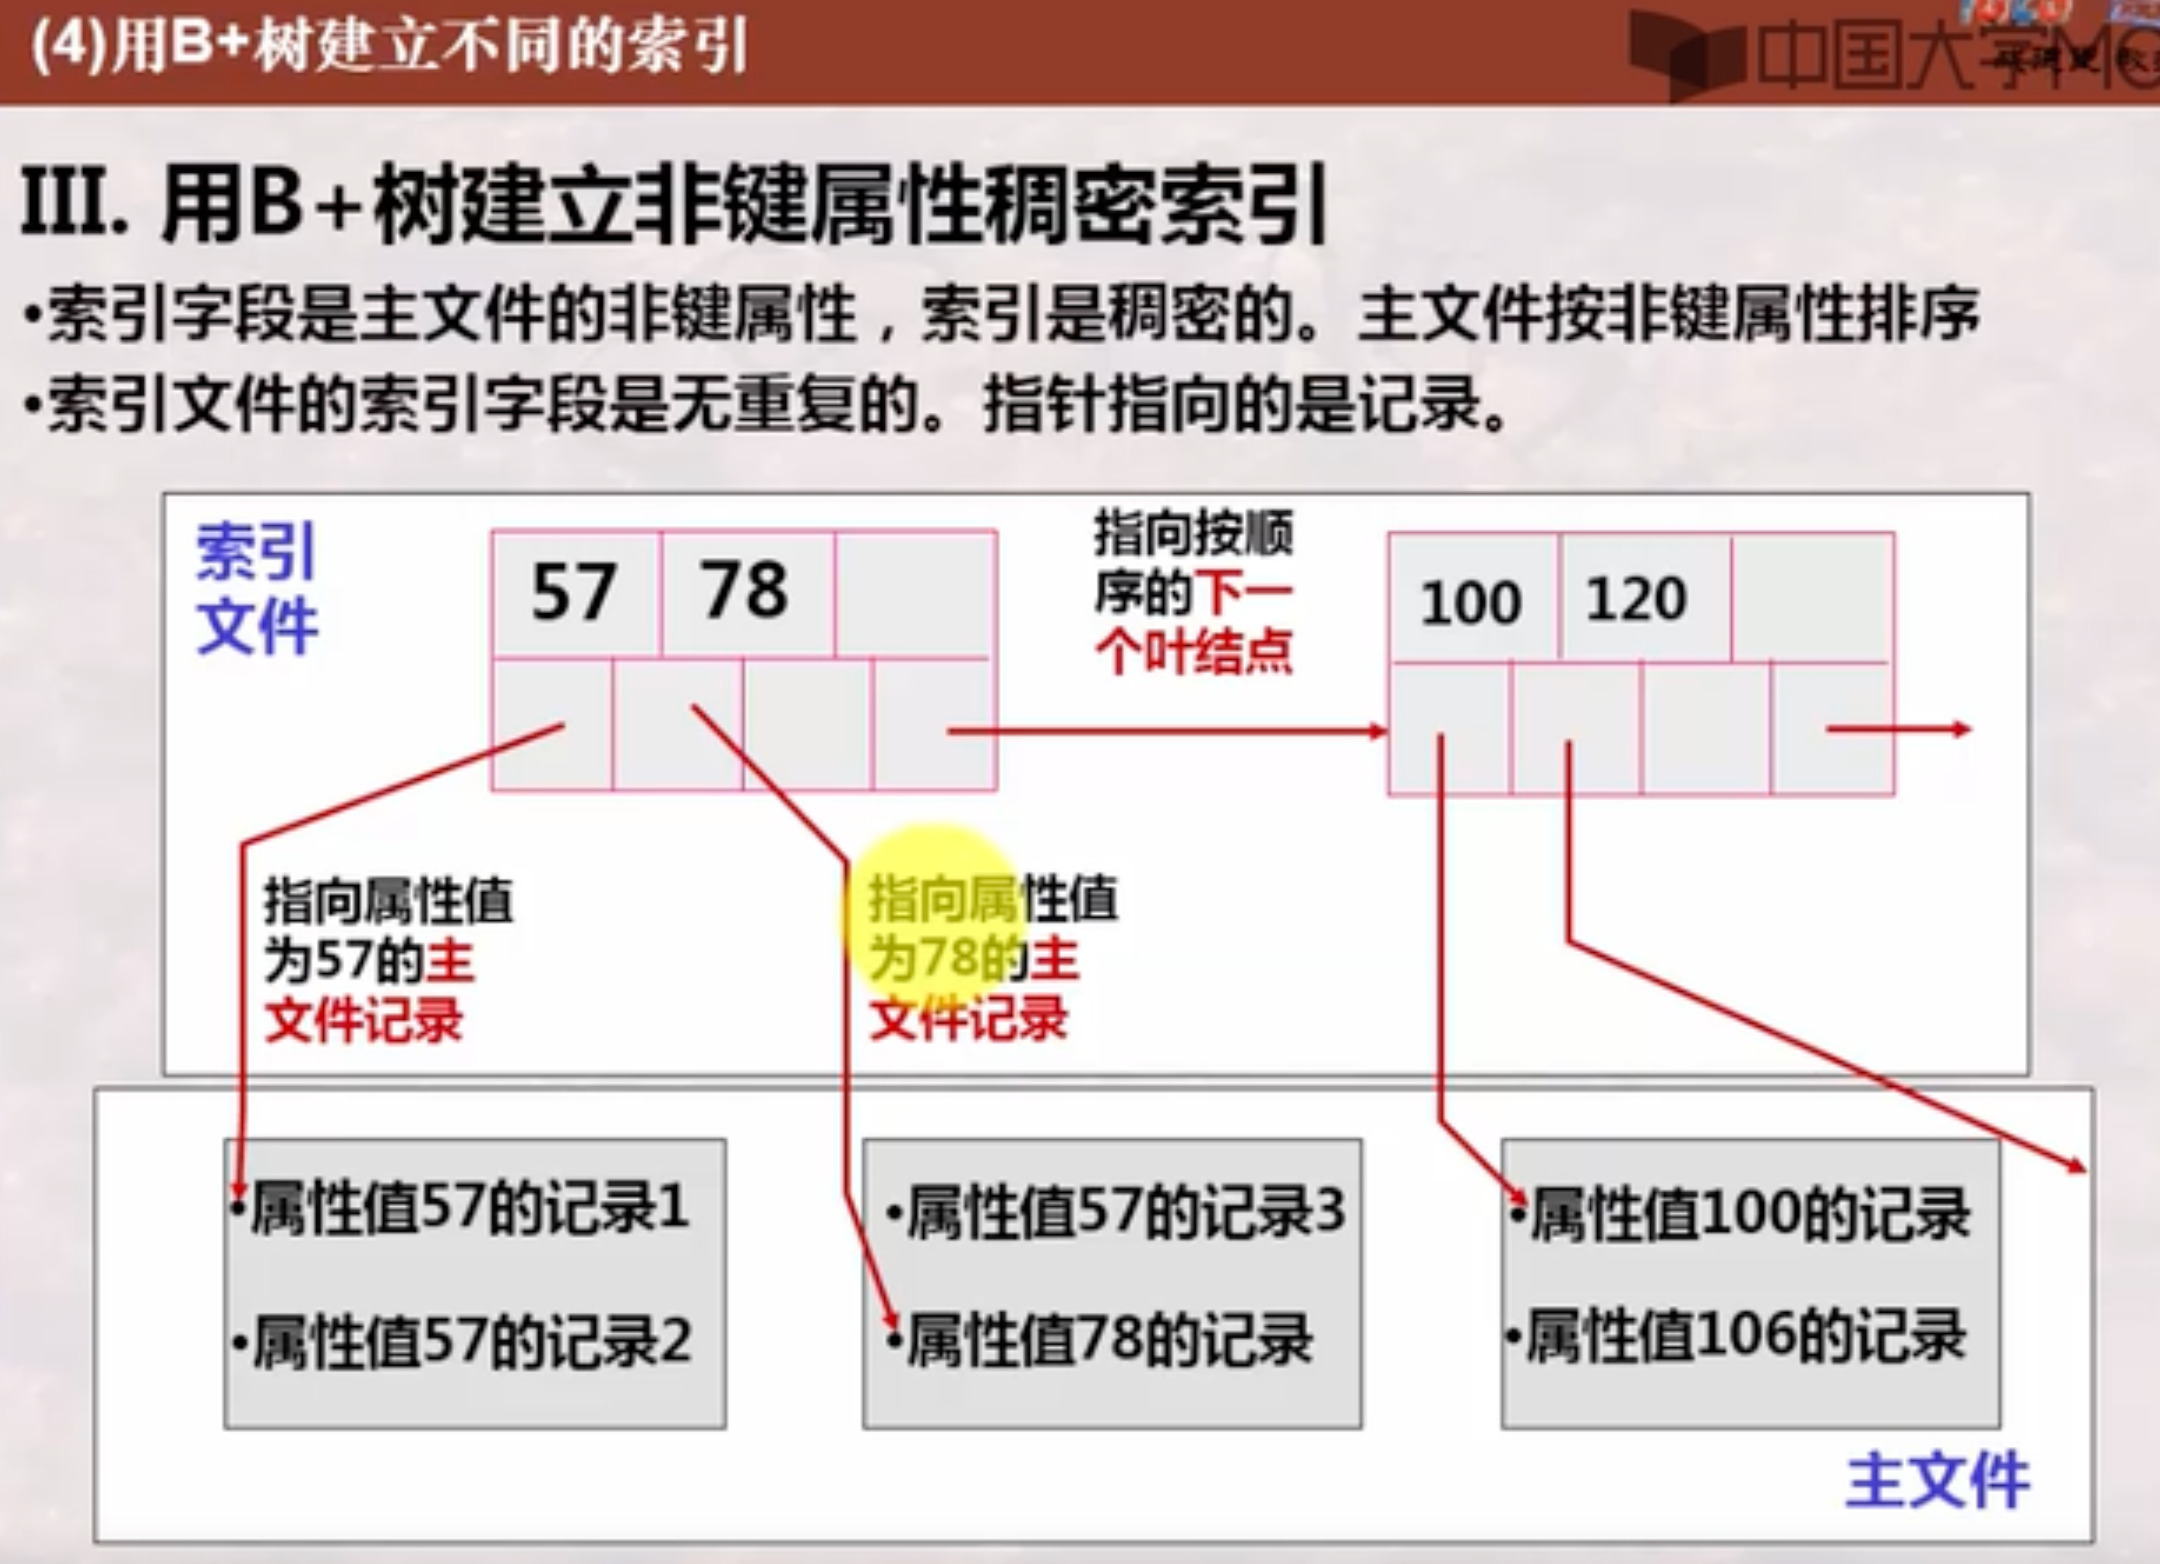 (4)用B+树建立不同的索引
中国大学MO
III. 用B+树建立非键属性稠密索引
•索引字段是主文件的非键属性，索引是稠密的。主文件按非键属性排序
•索引文件的索引字段是无重复的。指针指向的是记录。
索引
文件
57 78
指向按顺
序的下一
个叶结点
100 120
指向属性值
为57的主
文件记录
指向属性值
为78的主
文件记录
•属性值57的记录1
•属性值57的记录2
•属性值57的记录3
•属性值78的记录
•属性值100的记录
•属性值106的记录
主文件